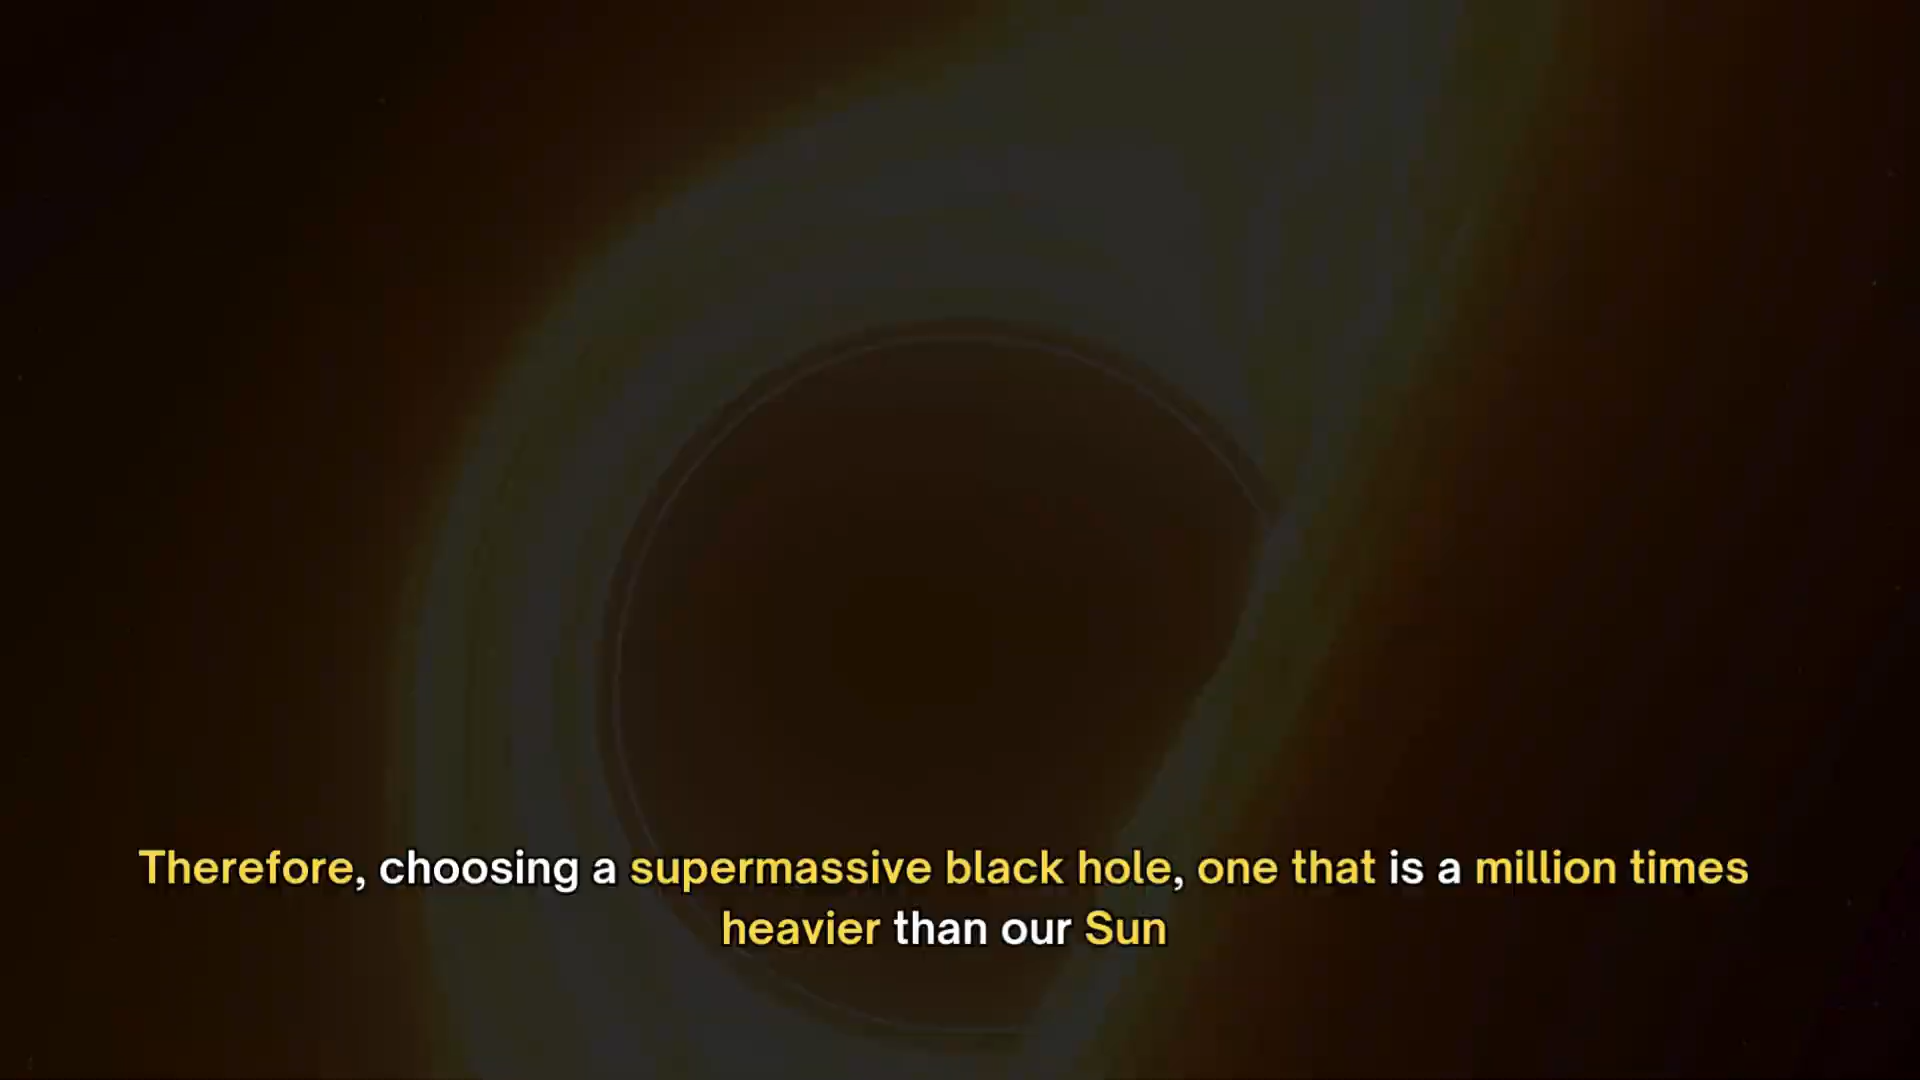 Therefore, choosing a supermassive black hole, one that is a million times
heavier than our Sun